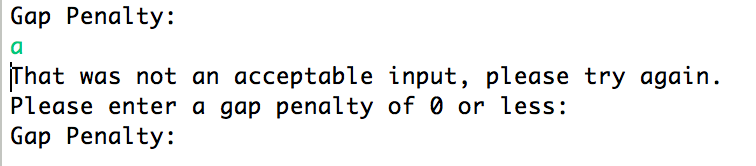 Gap Penalty:
a
That was not an acceptable input, please try again.
Please enter a gap penalty of 0 or less:
Gap Penalty: